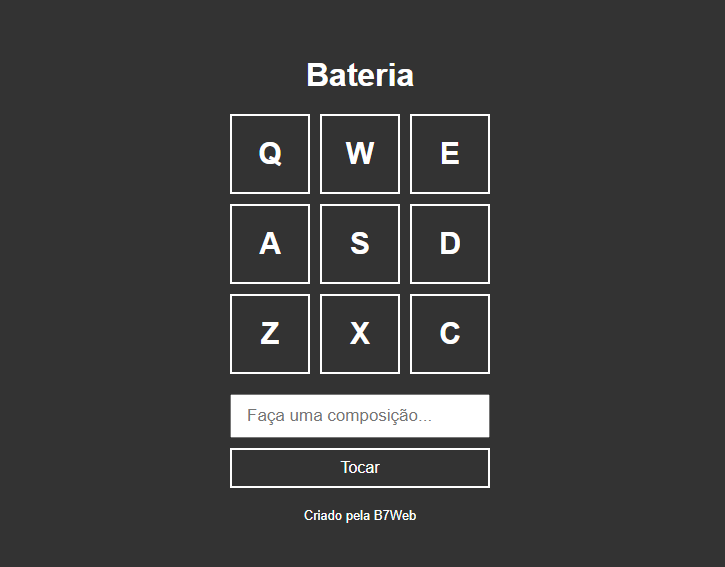 Bateria
Q W E
A S D
Z X C
Faça uma composição...
Tocar
Criado pela B7Web